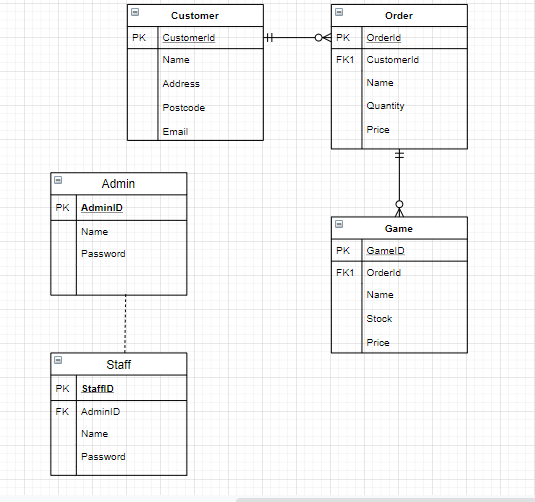 Customer
PK CustomerId
Name
Address
Postcode
Email
Order
PK OrderId
FK1 CustomerId
Name
Quantity
Price
Admin
PK AdminID
Name
Password
Game
PK GameID
FK1 OrderId
Name
Stock
Price
Staff
PK StaffID
FK AdminID
Name
Password